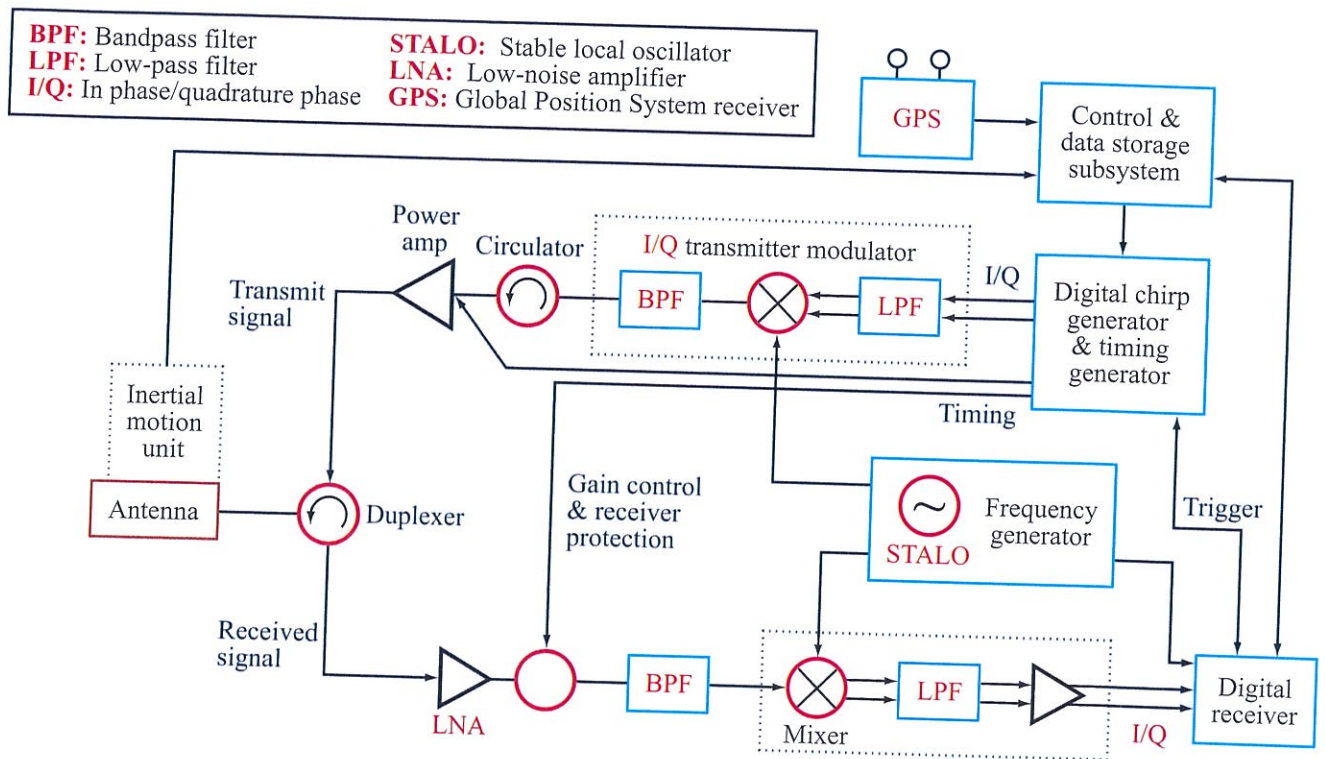 BPF: Bandpass filter
LPF: Low-pass filter
I/Q: In phase/quadrature phase
STALO: Stable local oscillator
LNA: Low-noise amplifier
GPS: Global Position System receiver
GPS
Control &
data storage
subsystem
Power
amp
Circulator
I/Q transmitter modulator
BPF
LPF
I/Q
Digital chirp
generator
& timing
generator
Transmit
signal
Timing
Inertial
motion
unit
Antenna
Duplexer
Gain control
& receiver
protection
STALO
Frequency
generator
Trigger
Received
signal
LNA
BPF
Mixer
LPF
I/Q
Digital
receiver